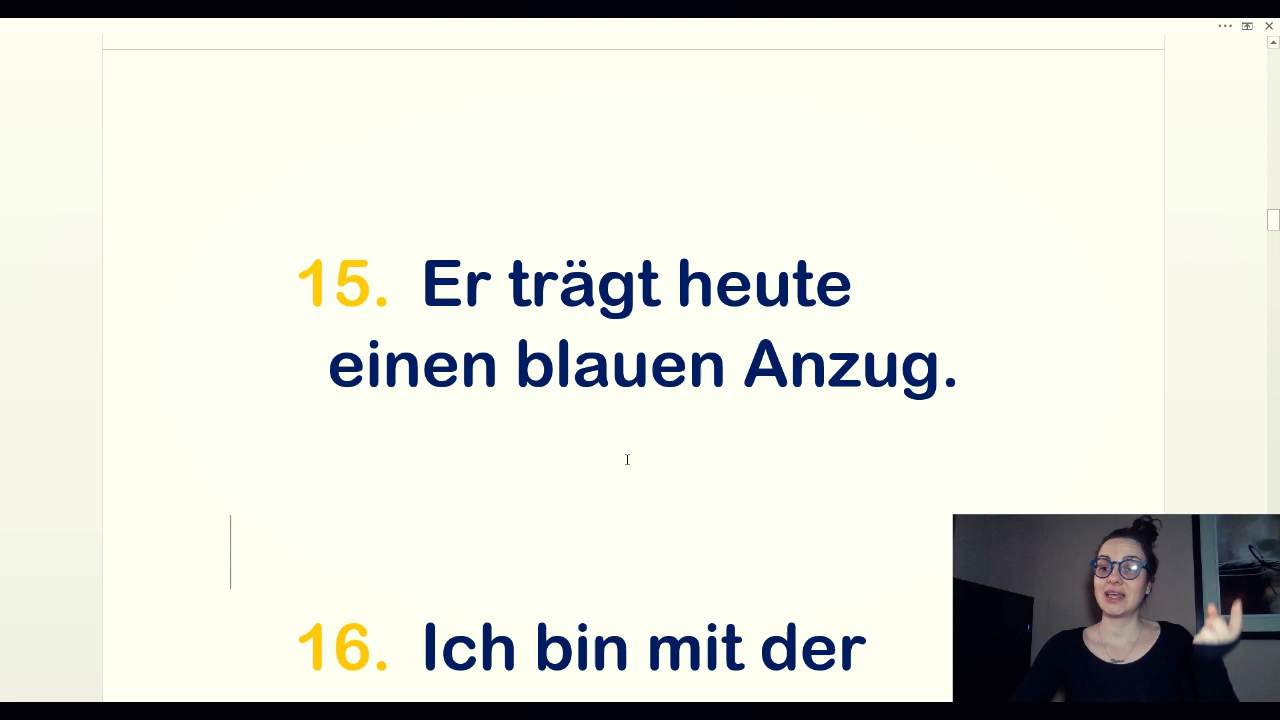 15. Er trägt heute
einen blauen Anzug.
16. Ich bin mit der